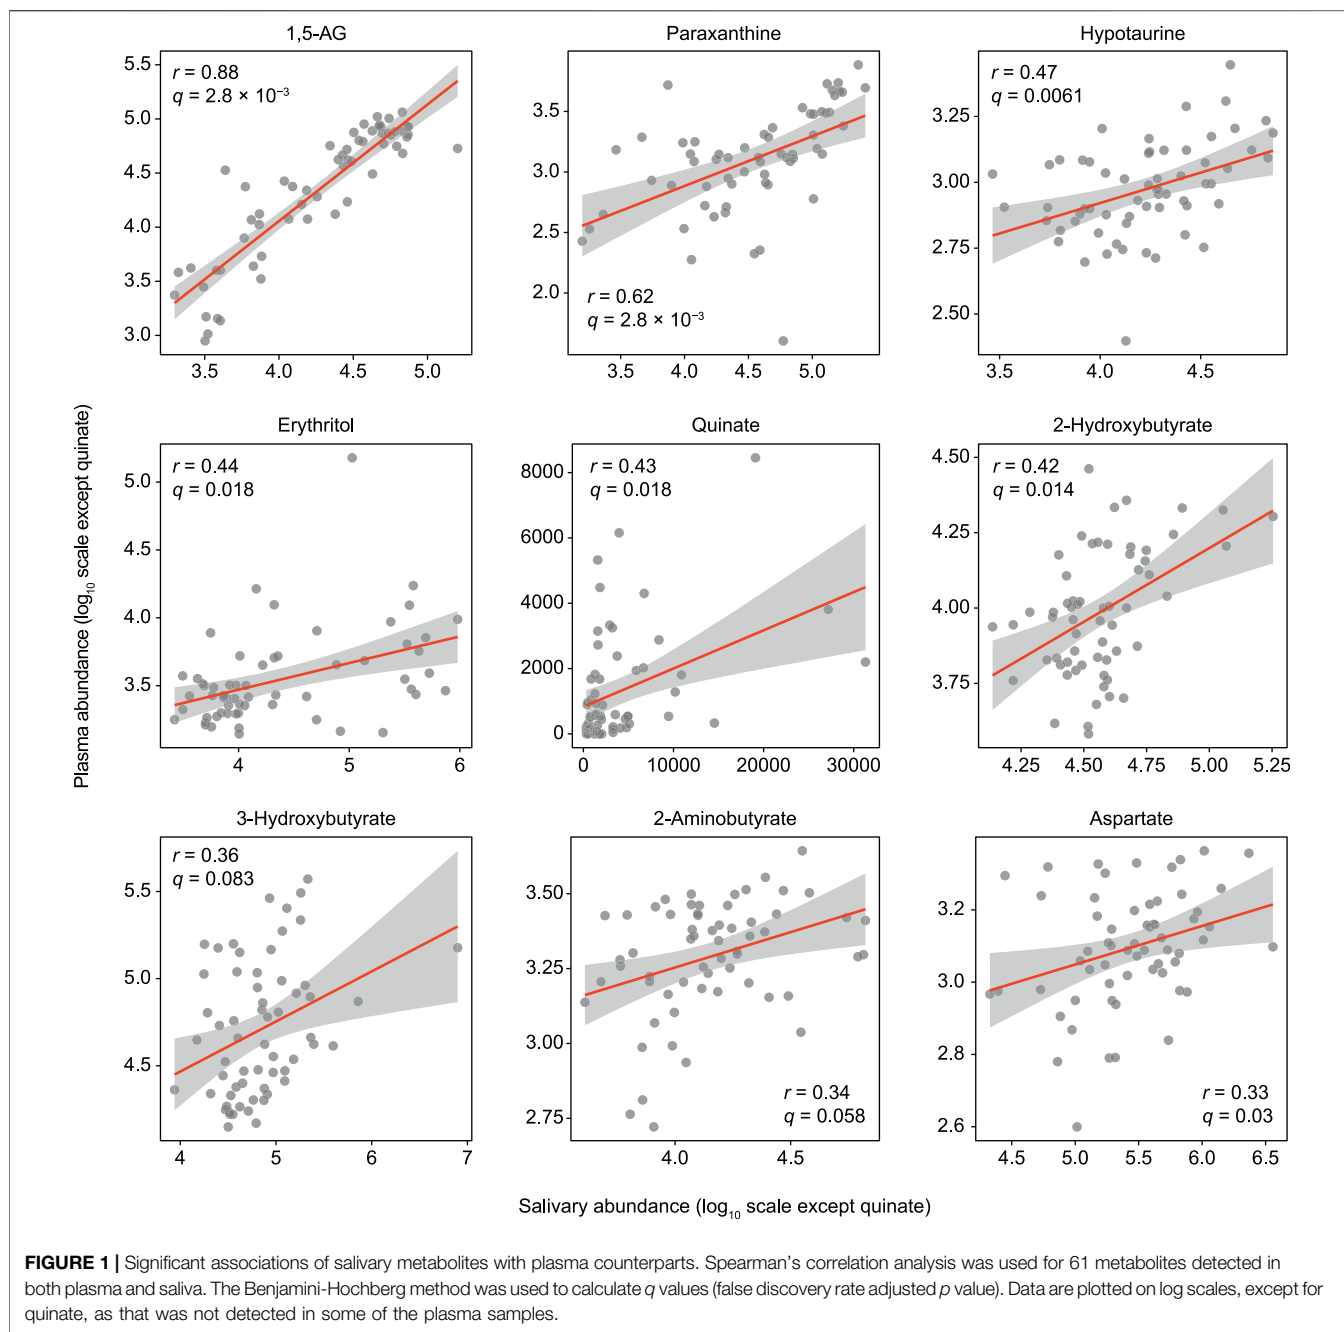 1,5-AG
Paraxanthine
Hypotaurine
r = 0.88
q = 2.8 × 10⁻³
5.5
5.0
4.5
4.0
3.5
3.0
3.5 4.0 4.5 5.0
r = 0.62
q = 2.8 × 10⁻³
3.5
3.0
2.5
2.0
3.5 4.0 4.5 5.0
r = 0.47
q = 0.0061
3.25
3.00
2.75
2.50
3.5 4.0 4.5
Plasma abundance (log₁₀ scale except quinate)
Erythritol
Quinate
2-Hydroxybutyrate
r = 0.44
q = 0.018
5.0
4.5
4.0
3.5
4 5 6
r = 0.43
q = 0.018
8000
6000
4000
2000
0
0 10000 20000 30000
r = 0.42
q = 0.014
4.50
4.25
4.00
3.75
4.25 4.50 4.75 5.00 5.25
3-Hydroxybutyrate
2-Aminobutyrate
Aspartate
r = 0.36
q = 0.083
5.5
5.0
4.5
4 5 6 7
3.50
3.25
3.00
2.75
r = 0.34
q = 0.058
4.0 4.5
3.2
3.0
2.8
2.6
r = 0.33
q = 0.03
4.5 5.0 5.5 6.0 6.5
Salivary abundance (log₁₀ scale except quinate)
FIGURE 1 | Significant associations of salivary metabolites with plasma counterparts. Spearman's correlation analysis was used for 61 metabolites detected in
both plasma and saliva. The Benjamini-Hochberg method was used to calculate q values (false discovery rate adjusted p value). Data are plotted on log scales, except for
quinate, as that was not detected in some of the plasma samples.